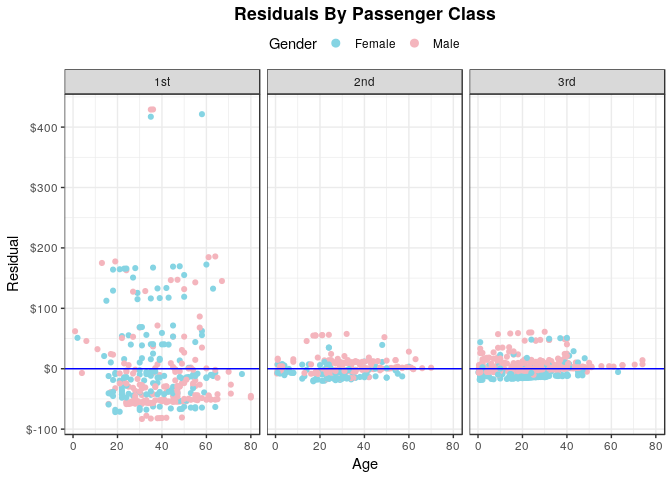 Residuals By Passenger Class
Gender Female Male
1st 2nd 3rd
$400
$300
$200
$100
$0
$-100
Residual
0 20 40 60 80 0 20 40 60 80 0 20 40 60 80
Age